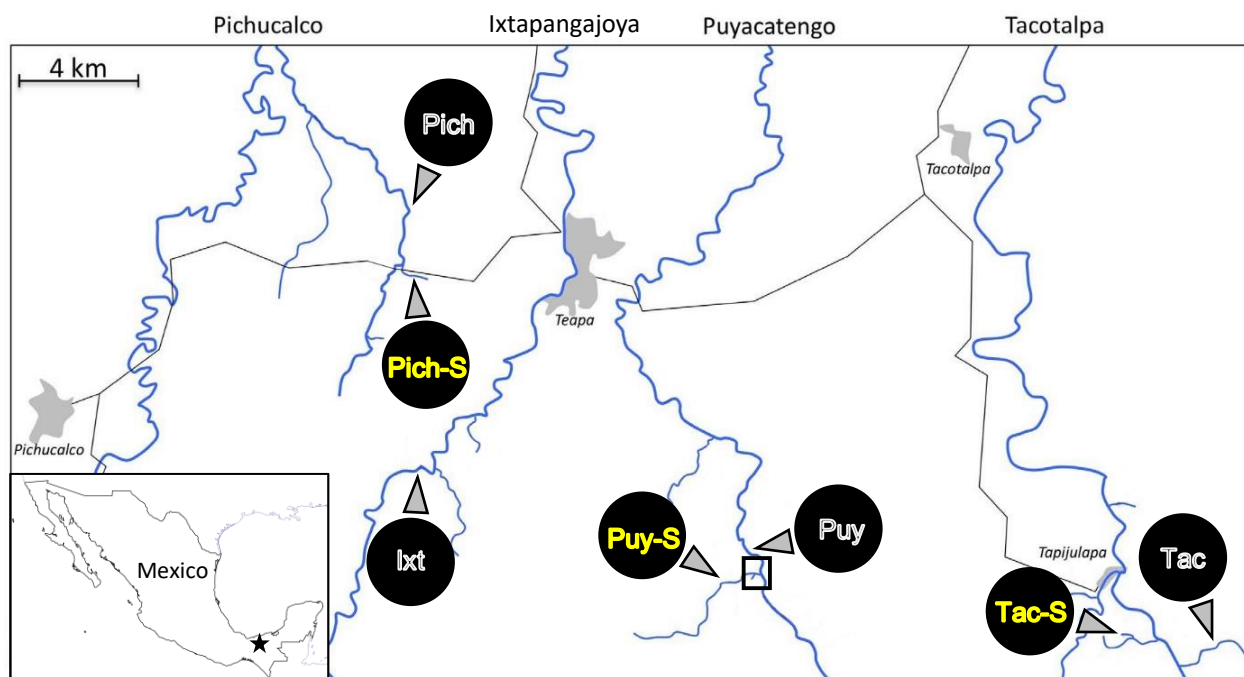 Pichucalco
Ixtapangajoya
Puyacatengo
Tacotalpa
4 km
Pich
Tacotalpa
Teapa
Pich-S
Pichucalco
Ixt
Puy-S
Puy
Tapijulapa
Tac
Tac-S
Mexico